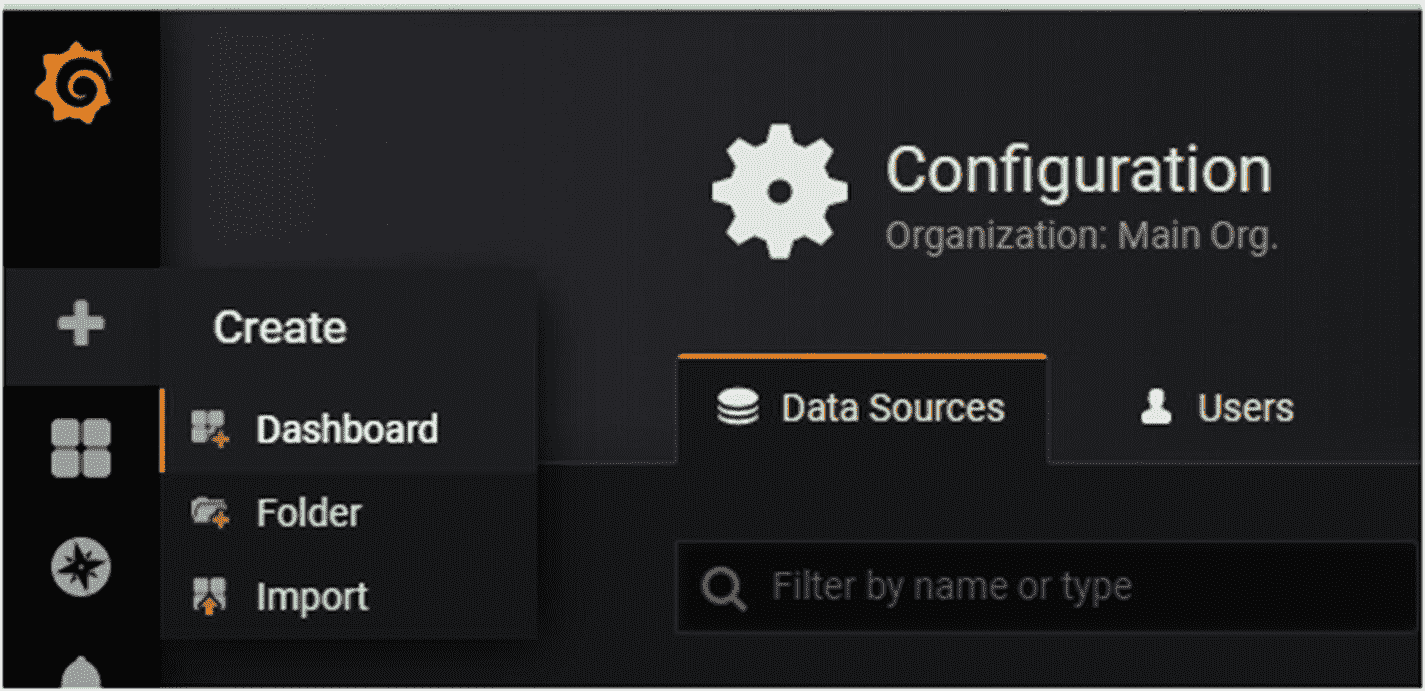 Configuration
Organization: Main Org.
Create
Dashboard
Folder
Import
Data Sources
Users
Filter by name or type